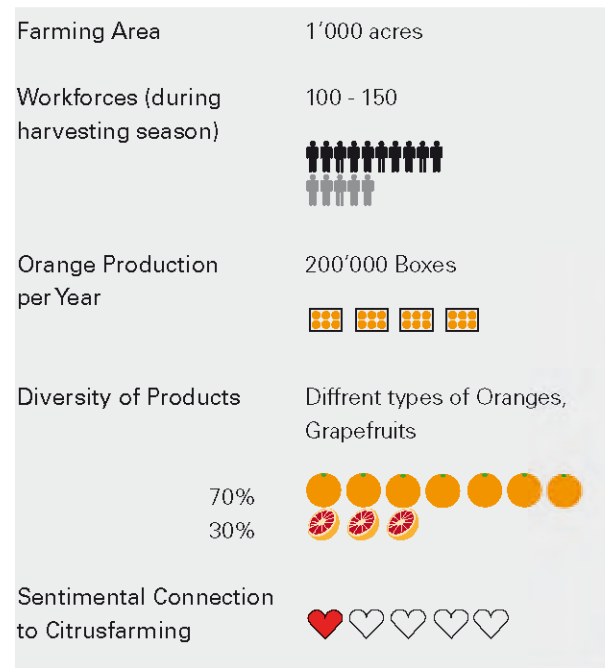 Farming Area 1’000 acres
Workforces (during 100 - 150
harvesting season)
Orange Production 200’000 Boxes
per Year
Diversity of Products Diffrent types of Oranges,
Grapefruits
70%
30%
Sentimental Connection
to Citrusfarming